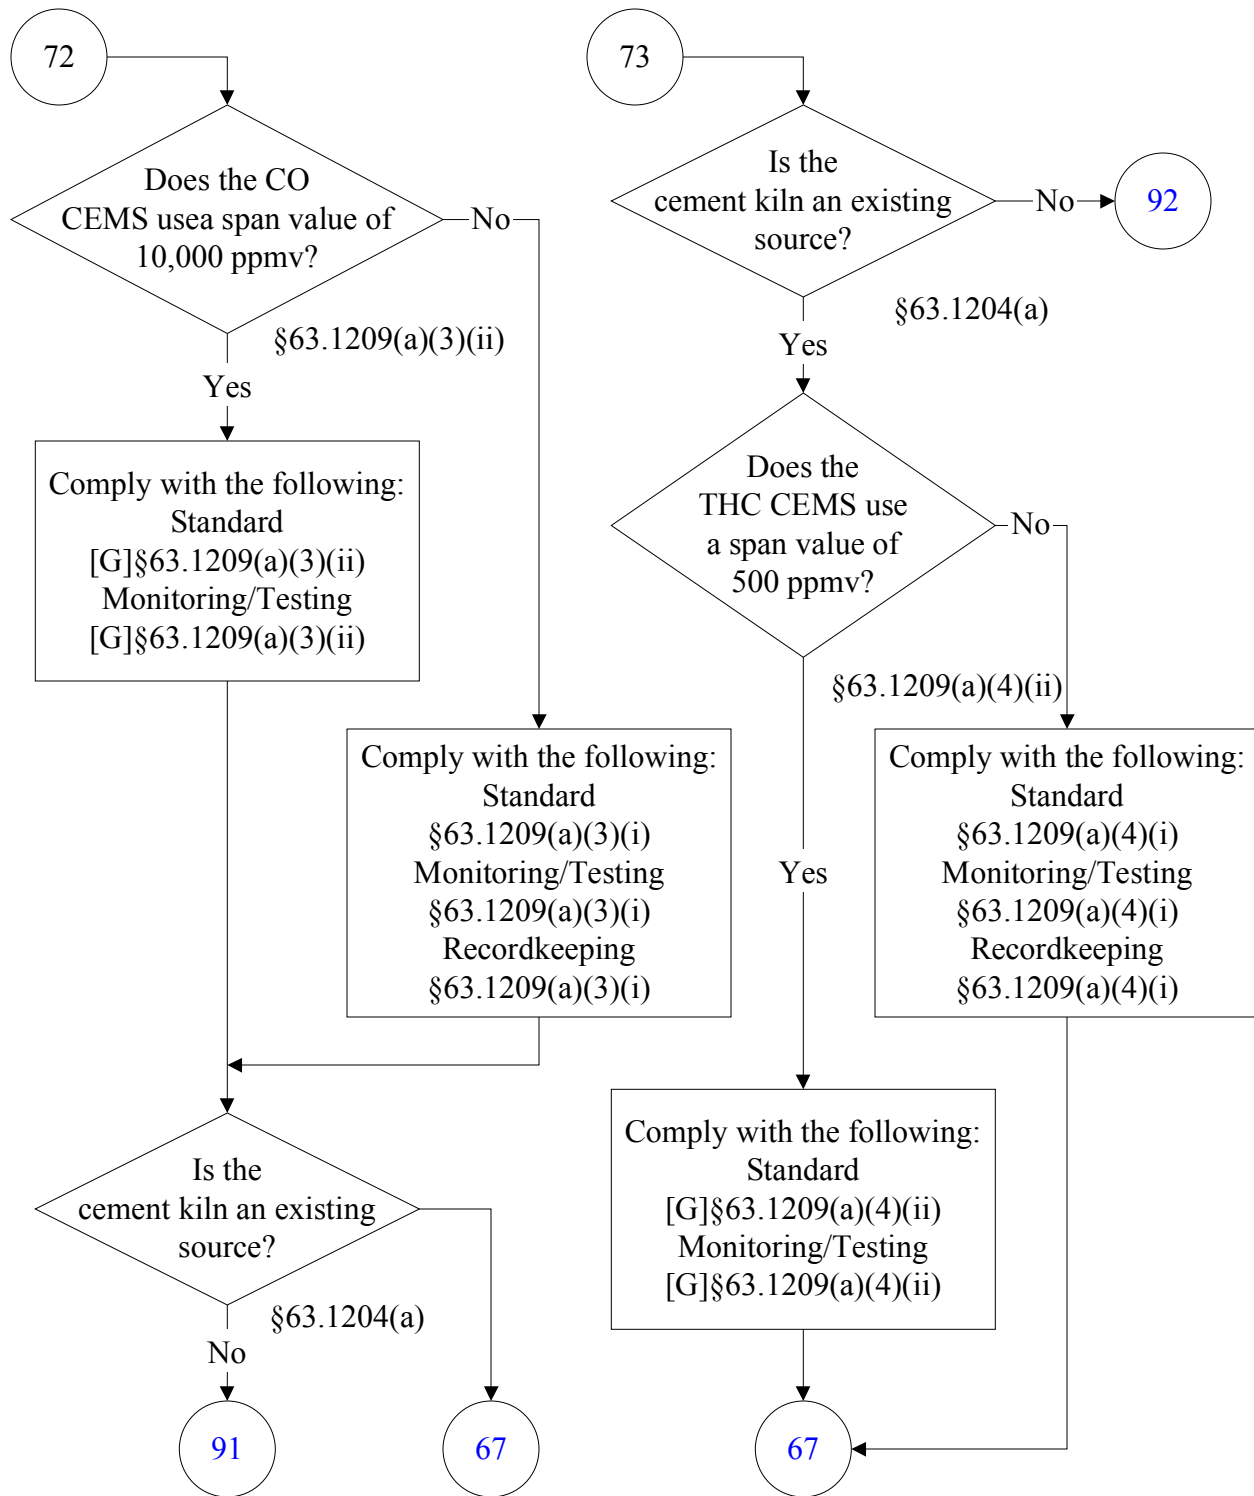 72
Does the CO
CEMS usea span value of
10,000 ppmv?
No
§63.1209(a)(3)(ii)
Yes
Comply with the following:
Standard
[G]§63.1209(a)(3)(ii)
Monitoring/Testing
[G]§63.1209(a)(3)(ii)
Comply with the following:
Standard
§63.1209(a)(3)(i)
Monitoring/Testing
§63.1209(a)(3)(i)
Recordkeeping
§63.1209(a)(3)(i)
Is the
cement kiln an existing
source?
§63.1204(a)
No
91
67
73
Is the
cement kiln an existing
source?
No
92
§63.1204(a)
Yes
Does the
THC CEMS use
a span value of
500 ppmv?
No
§63.1209(a)(4)(ii)
Yes
Comply with the following:
Standard
§63.1209(a)(4)(i)
Monitoring/Testing
§63.1209(a)(4)(i)
Recordkeeping
§63.1209(a)(4)(i)
Comply with the following:
Standard
[G]§63.1209(a)(4)(ii)
Monitoring/Testing
[G]§63.1209(a)(4)(ii)
67